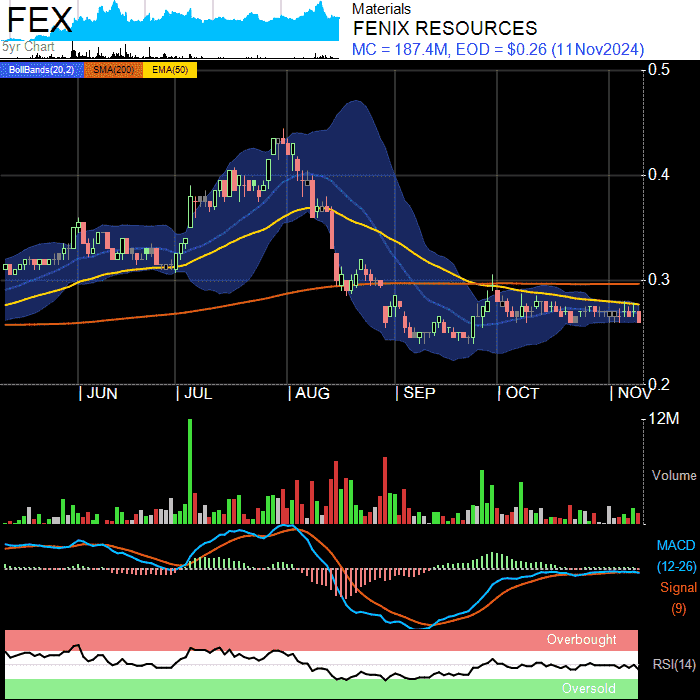 FEX
5yr Chart
Materials
FENIX RESOURCES
MC = 187.4M, EOD = $0.26 (11Nov2024)
BollBands(20,2) SMA(200) EMA(50)
0.5
0.4
0.3
0.2
JUN JUL AUG SEP OCT NOV
12M
Volume
MACD
(12-26)
Signal
(9)
Overbought
RSI(14)
Oversold